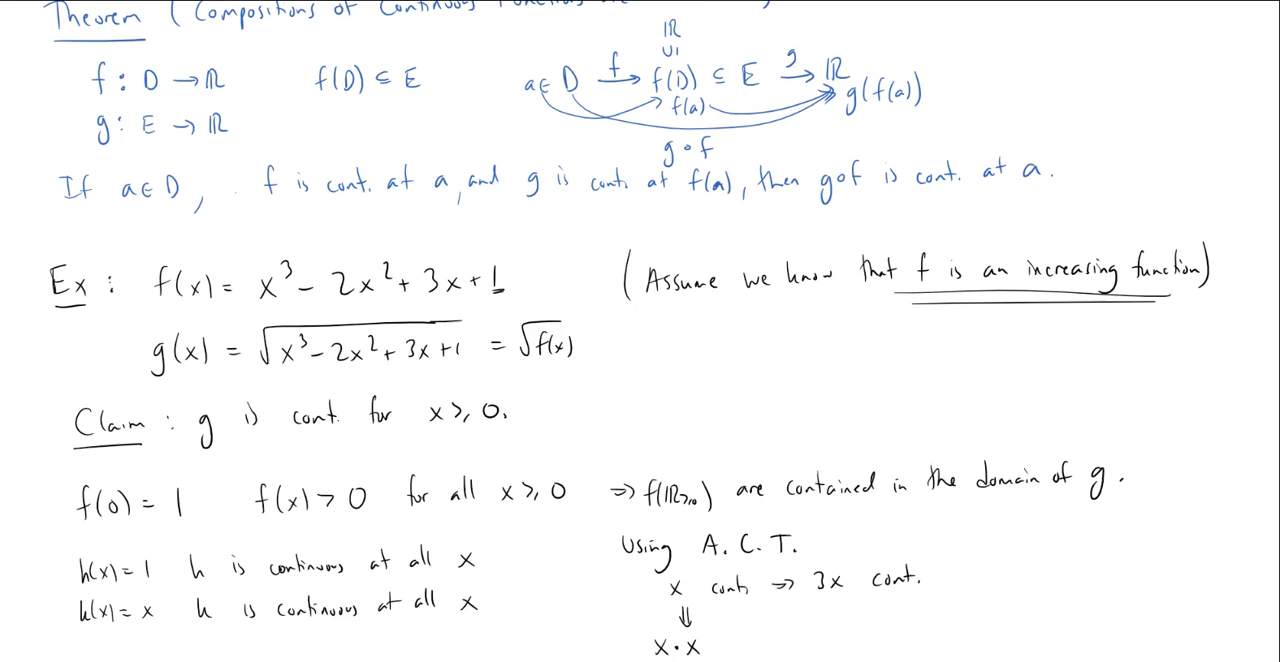 Theorem (Compositions of Continuous
f : D → ℝ f(D) ⊆ E a ∈ D →f f(D) ⊆ E →g ℝ
ℝ
∪|
g : E → ℝ f(a) g(f(a))
g∘f
If a ∈ D, f is cont. at a, and g is cont. at f(a), then g∘f is cont. at a.
Ex : f(x) = x³ - 2x² + 3x + 1 (Assume we know that f is an increasing function)
g(x) = √(x³ - 2x² + 3x + 1) = √f(x)
Claim : g is cont. for x ≥ 0.
f(0) = 1 f(x) > 0 for all x ≥ 0 ⇒ f(ℝ≥0) are contained in the domain of g.
Using A.C.T.
h(x) = 1 h is continuous at all x
x cont. ⇒ 3x cont.
k(x) = x k is continuous at all x
⇓
x·x